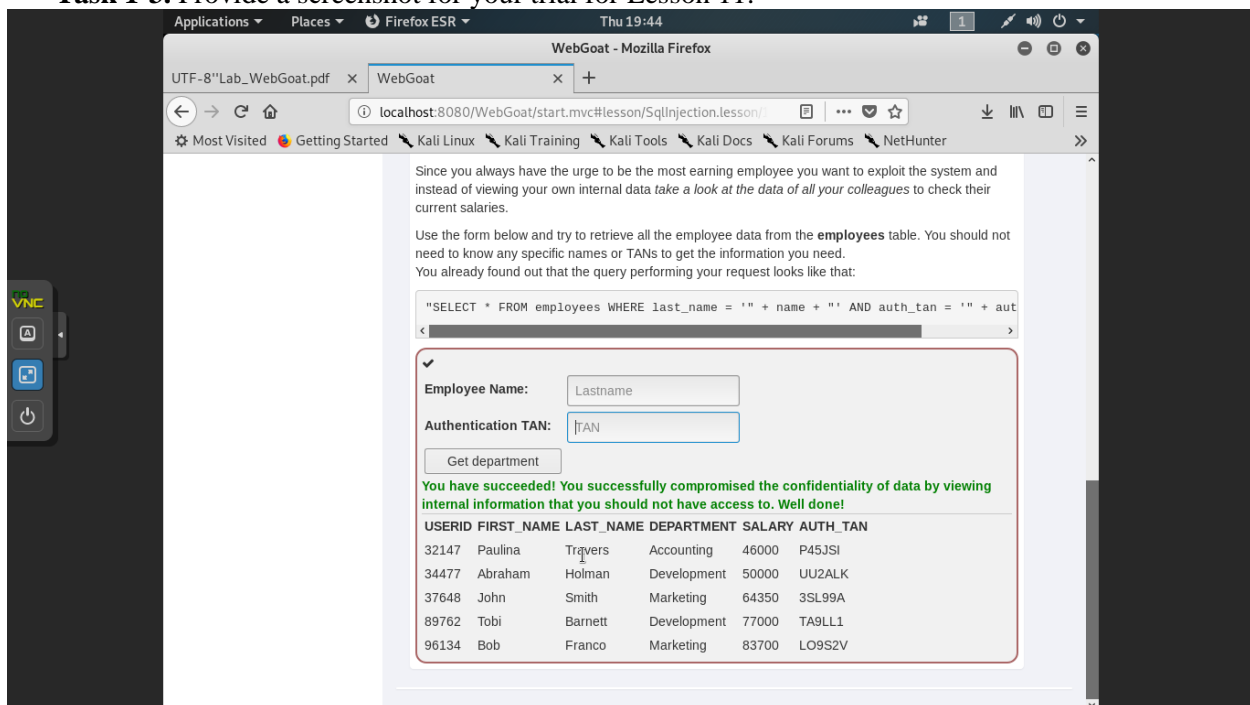 Task 1-3. Provide a screenshot for your trial for Lesson 11?
Applications Places Firefox ESR Thu 19:44 1
WebGoat - Mozilla Firefox
UTF-8''Lab_WebGoat.pdf × WebGoat × +
localhost:8080/WebGoat/start.mvc#lesson/SqlInjection.lesson/
Most Visited Getting Started Kali Linux Kali Training Kali Tools Kali Docs Kali Forums NetHunter »
Since you always have the urge to be the most earning employee you want to exploit the system and
instead of viewing your own internal data take a look at the data of all your colleagues to check their
current salaries.
Use the form below and try to retrieve all the employee data from the employees table. You should not
need to know any specific names or TANs to get the information you need.
You already found out that the query performing your request looks like that:
"SELECT * FROM employees WHERE last_name = '" + name + "' AND auth_tan = '" + aut
noVNC
A
✔
Employee Name: Lastname
Authentication TAN: TAN
Get department
You have succeeded! You successfully compromised the confidentiality of data by viewing
internal information that you should not have access to. Well done!
USERID FIRST_NAME LAST_NAME DEPARTMENT SALARY AUTH_TAN
32147 Paulina Travers Accounting 46000 P45JSI
34477 Abraham Holman Development 50000 UU2ALK
37648 John Smith Marketing 64350 3SL99A
89762 Tobi Barnett Development 77000 TA9LL1
96134 Bob Franco Marketing 83700 LO9S2V